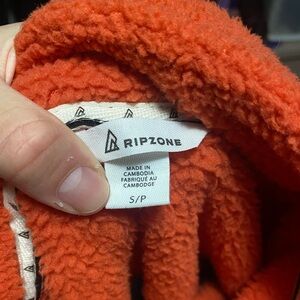 RIPZONE
MADE IN
CAMBODIA
FABRIQUÉ AU
CAMBODGE
S/P